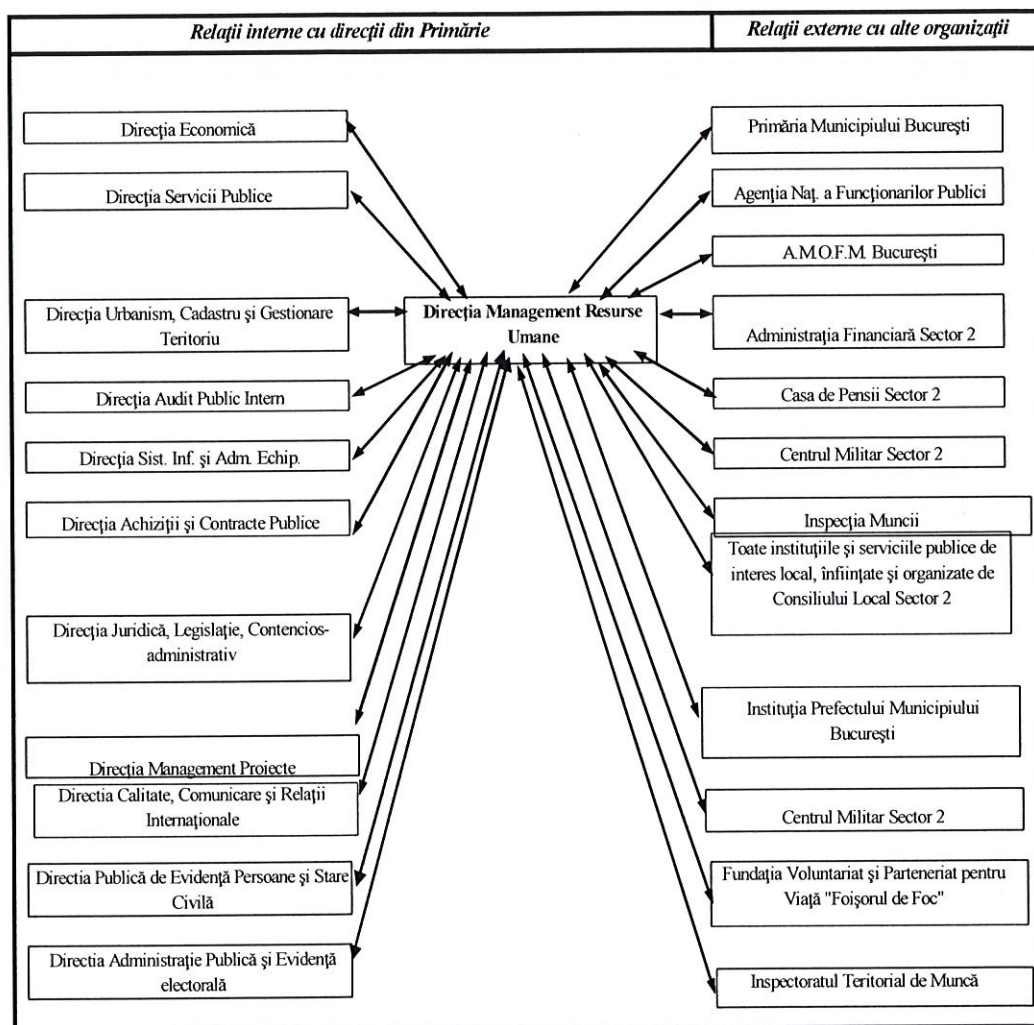 Relații interne cu direcții din Primărie
Relații externe cu alte organizații
Direcția Economică
Direcția Servicii Publice
Direcția Urbanism, Cadastru și Gestionare
Teritoriu
Direcția Audit Public Intern
Direcția Sist. Inf. și Adm. Echip.
Direcția Achiziții și Contracte Publice
Direcția Juridică, Legislație, Contencios-
administrativ
Direcția Management Proiecte
Directia Calitate, Comunicare și Relații
Internaționale
Directia Publică de Evidență Persoane și Stare
Civilă
Directia Administrație Publică și Evidență
electorală
Direcția Management Resurse
Umane
Primăria Municipiului București
Agenția Naț. a Funcționarilor Publici
A.M.O.F.M. București
Administrația Financiară Sector 2
Casa de Pensii Sector 2
Centrul Militar Sector 2
Inspecția Muncii
Toate instituțiile și serviciile publice de
interes local, înființate și organizate de
Consiliului Local Sector 2
Instituția Prefectului Municipiului
București
Centrul Militar Sector 2
Fundația Voluntariat și Parteneriat pentru
Viață "Foișorul de Foc"
Inspectoratul Teritorial de Muncă